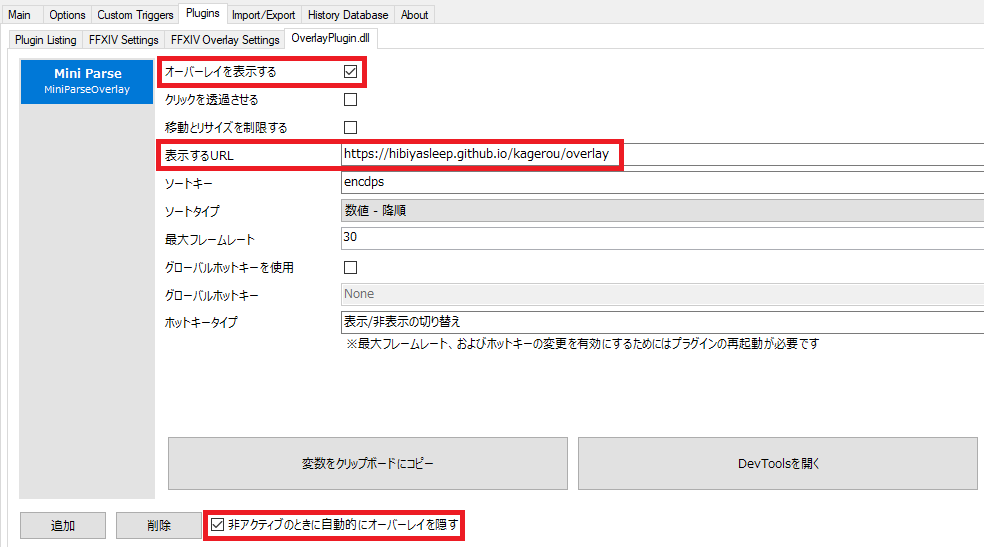 Main Options Custom Triggers Plugins Import/Export History Database About
Plugin Listing FFXIV Settings FFXIV Overlay Settings OverlayPlugin.dll
Mini Parse
MiniParseOverlay
オーバーレイを表示する
クリックを透過させる
移動とリサイズを制限する
表示するURL https://hibiyasleep.github.io/kagerou/overlay
ソートキー encdps
ソートタイプ 数値 - 降順
最大フレームレート 30
グローバルホットキーを使用
グローバルホットキー None
ホットキータイプ 表示/非表示の切り替え
※最大フレームレート、およびホットキーの変更を有効にするためにはプラグインの再起動が必要です
変数をクリップボードにコピー DevToolsを開く
追加 削除 非アクティブのときに自動的にオーバーレイを隠す